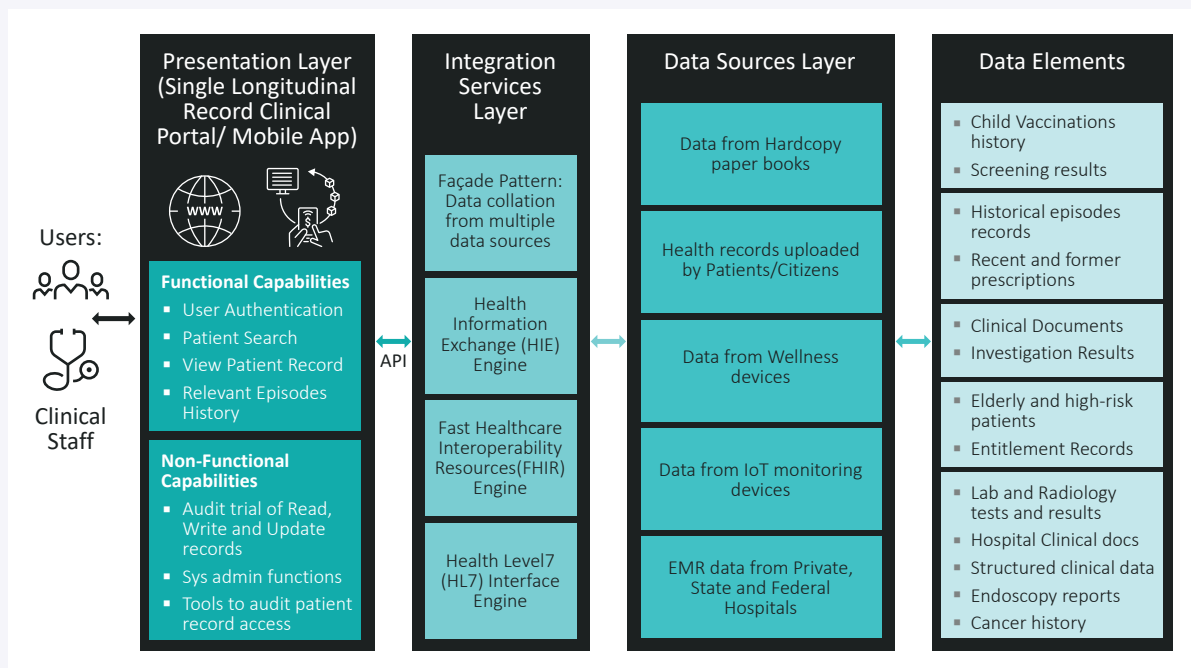 Users:
Clinical
Staff
Presentation Layer
(Single Longitudinal
Record Clinical
Portal/ Mobile App)
WWW
$
Functional Capabilities
▪ User Authentication
▪ Patient Search
▪ View Patient Record
▪ Relevant Episodes
History
Non-Functional
Capabilities
▪ Audit trial of Read,
Write and Update
records
▪ Sys admin functions
▪ Tools to audit patient
record access
API
Integration
Services
Layer
Façade Pattern:
Data collation
from multiple
data sources
Health
Information
Exchange (HIE)
Engine
Fast Healthcare
Interoperability
Resources(FHIR)
Engine
Health Level7
(HL7) Interface
Engine
Data Sources Layer
Data from Hardcopy
paper books
Health records uploaded
by Patients/Citizens
Data from Wellness
devices
Data from IoT monitoring
devices
EMR data from Private,
State and Federal
Hospitals
Data Elements
▪ Child Vaccinations
history
▪ Screening results
▪ Historical episodes
records
▪ Recent and former
prescriptions
▪ Clinical Documents
▪ Investigation Results
▪ Elderly and high-risk
patients
▪ Entitlement Records
▪ Lab and Radiology
tests and results
▪ Hospital Clinical docs
▪ Structured clinical data
▪ Endoscopy reports
▪ Cancer history